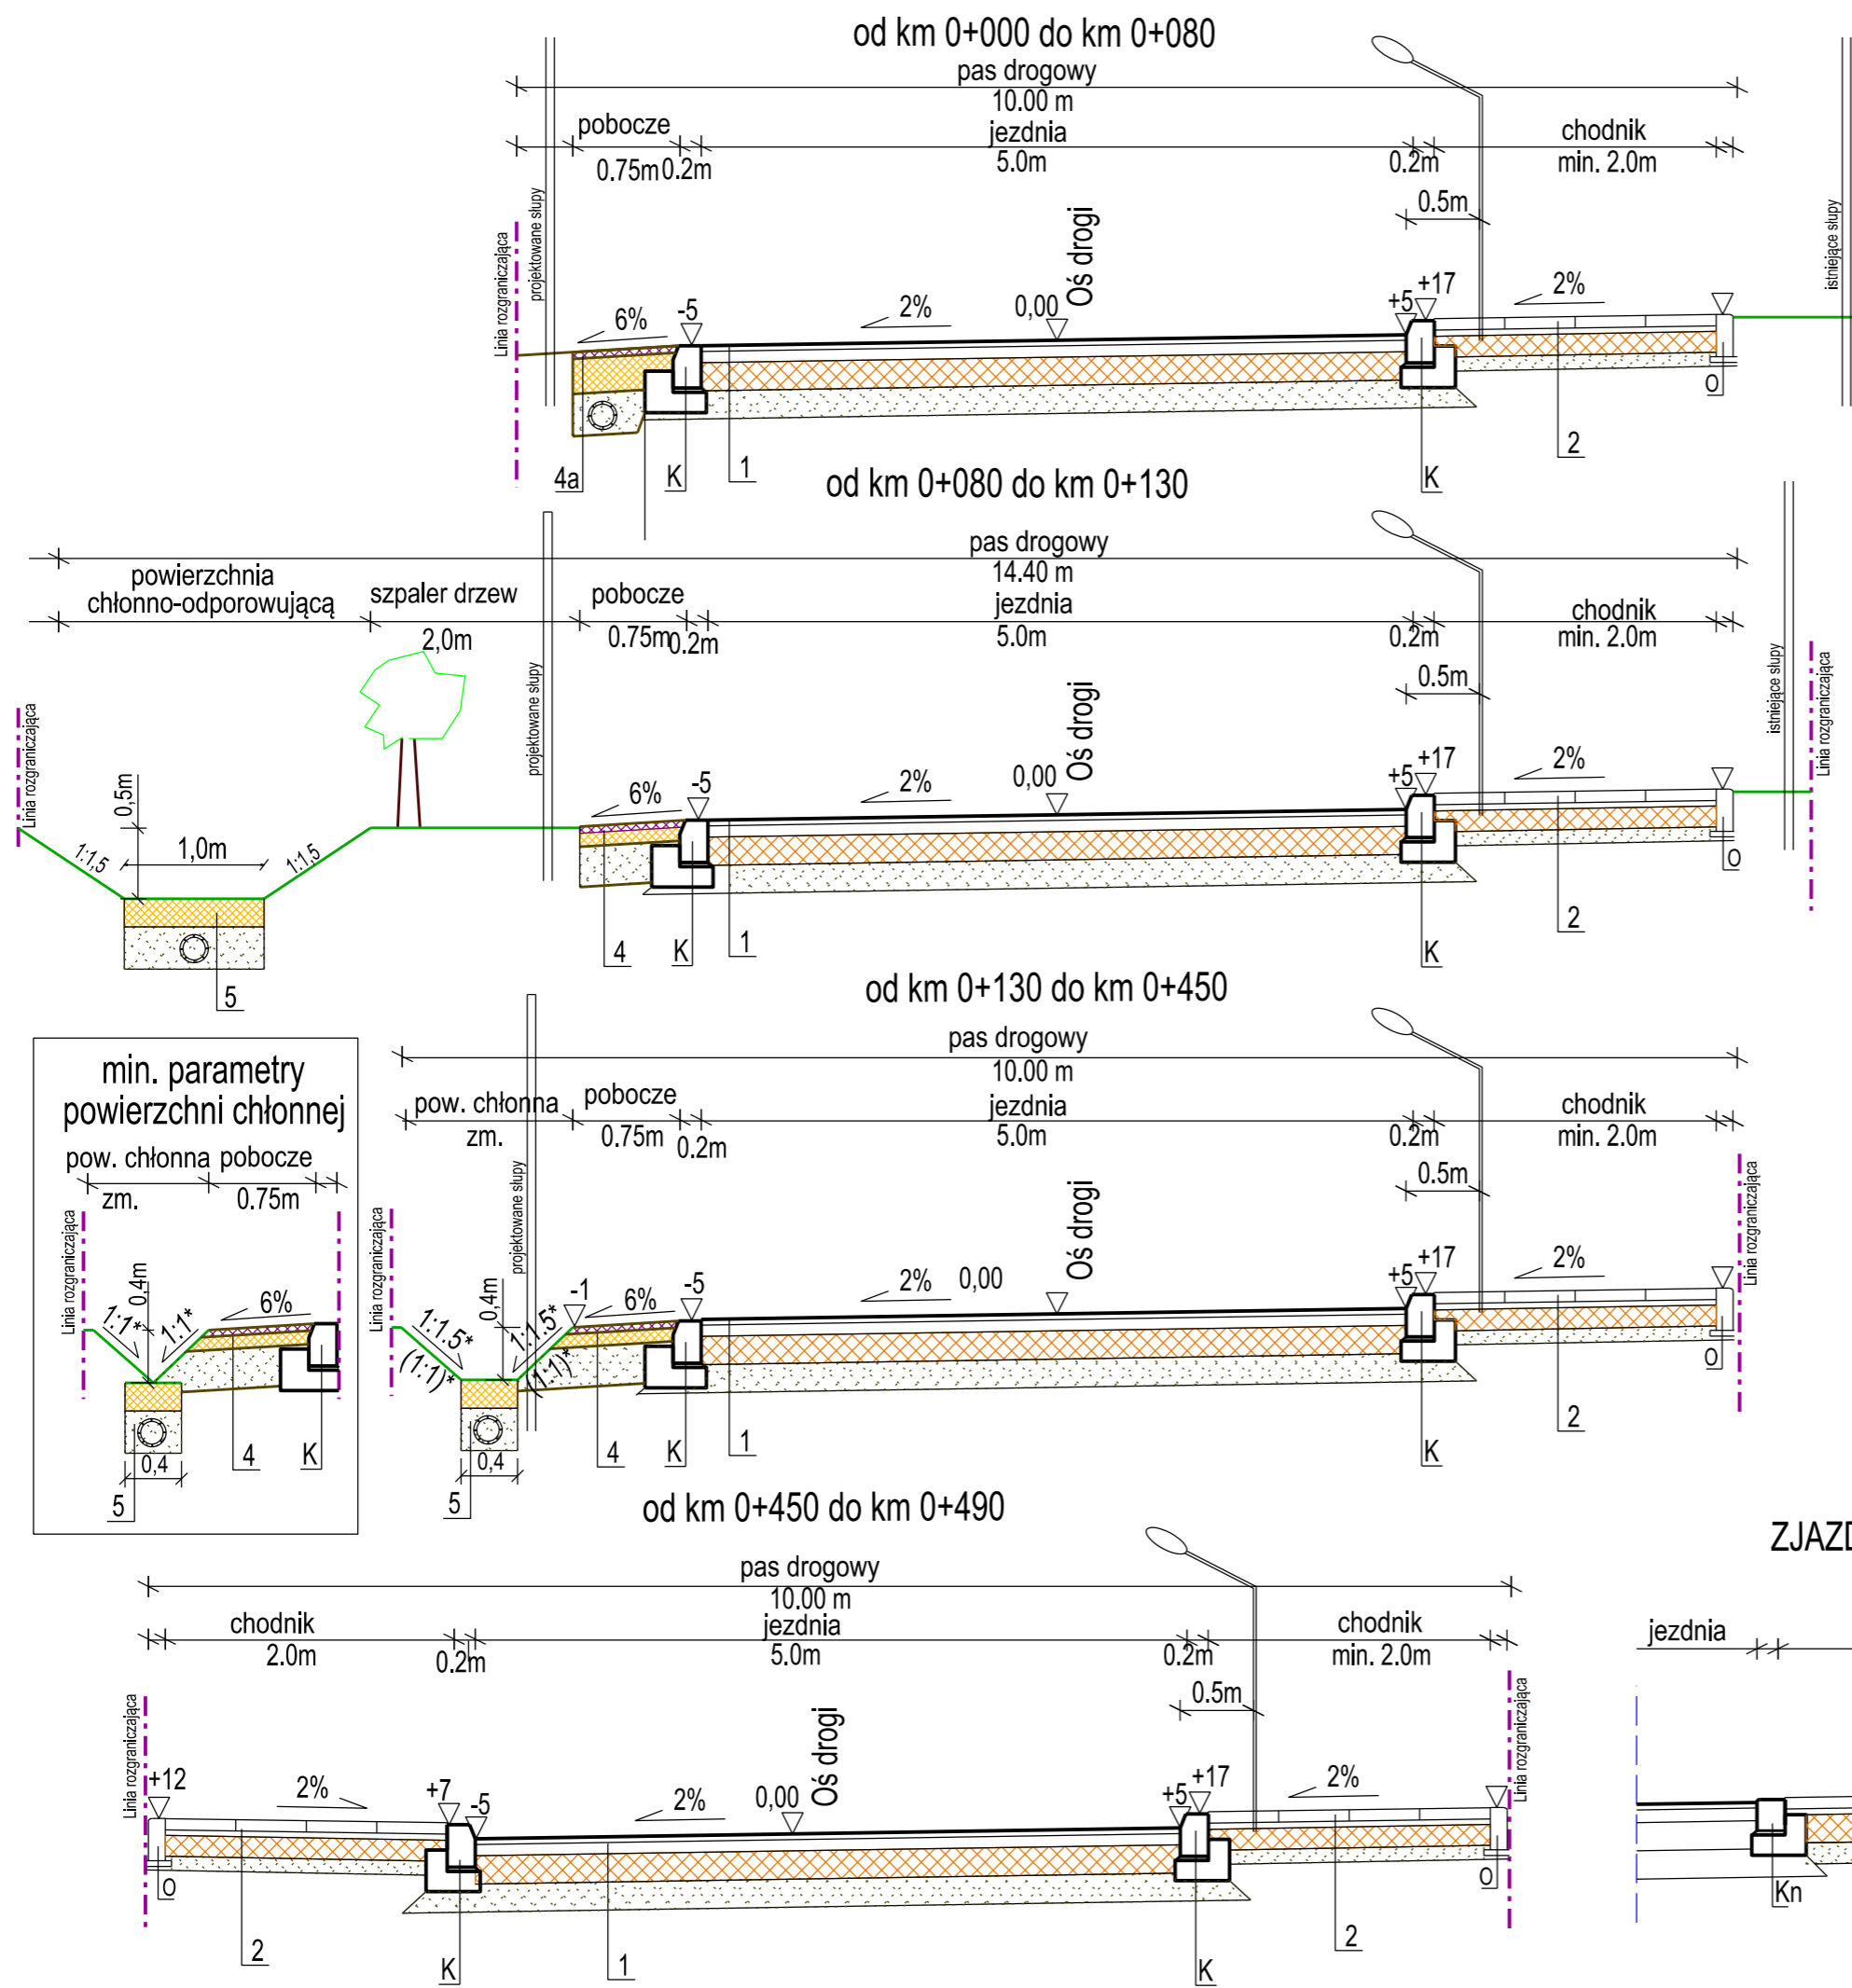 od km 0+000 do km 0+080
pas drogowy
10.00 m
pobocze
jezdnia
chodnik
0.75m
0.2m
5.0m
0.2m
min. 2.0m
0.5m
Linia rozgraniczająca
projektowane słupy
Oś drogi
istniejące słupy
6%
-5
2%
0,00
+5
+17
2%
O
4a
K
1
K
2
od km 0+080 do km 0+130
pas drogowy
14.40 m
powierzchnia
chłonno-odporowującą
szpaler drzew
pobocze
jezdnia
chodnik
2,0m
0.75m
0.2m
5.0m
0.2m
min. 2.0m
0.5m
Linia rozgraniczająca
projektowane słupy
Oś drogi
istniejące słupy
Linia rozgraniczająca
0,5m
1:1,5
1,0m
1:1,5
6%
-5
2%
0,00
+5
+17
2%
O
5
4
K
1
K
2
od km 0+130 do km 0+450
pas drogowy
10.00 m
pow. chłonna
pobocze
jezdnia
chodnik
zm.
0.75m
0.2m
5.0m
0.2m
min. 2.0m
0.5m
Linia rozgraniczająca
projektowane słupy
Oś drogi
Linia rozgraniczająca
1:1.5*
(1:1)*
0,4m
1:1.5*
(1:1)*
-1
6%
-5
2%
0,00
+5
+17
2%
O
0,4
5
4
K
1
K
2
min. parametry
powierzchni chłonnej
pow. chłonna
pobocze
zm.
0.75m
Linia rozgraniczająca
1:1*
0,4m
1:1*
6%
0,4
5
4
K
od km 0+450 do km 0+490
pas drogowy
10.00 m
chodnik
jezdnia
chodnik
2.0m
0.2m
5.0m
0.2m
min. 2.0m
0.5m
Linia rozgraniczająca
Oś drogi
Linia rozgraniczająca
+12
2%
+7
-5
2%
0,00
+5
+17
2%
O
O
2
K
1
K
2
ZJAZD
jezdnia
Kn